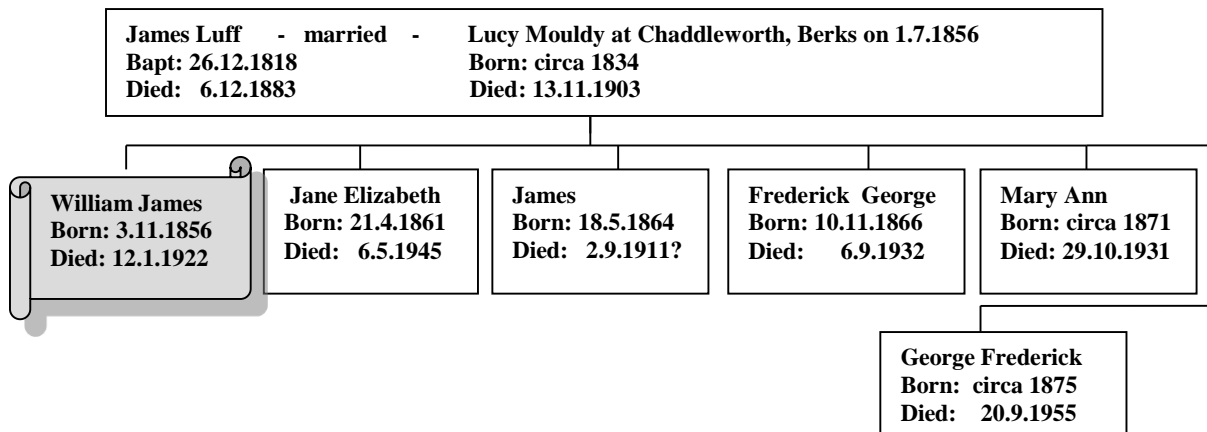 James Luff - married - Lucy Mouldy at Chaddleworth, Berks on 1.7.1856
Bapt: 26.12.1818 Born: circa 1834
Died: 6.12.1883 Died: 13.11.1903
William James
Born: 3.11.1856
Died: 12.1.1922
Jane Elizabeth
Born: 21.4.1861
Died: 6.5.1945
James
Born: 18.5.1864
Died: 2.9.1911?
Frederick George
Born: 10.11.1866
Died: 6.9.1932
Mary Ann
Born: circa 1871
Died: 29.10.1931
George Frederick
Born: circa 1875
Died: 20.9.1955